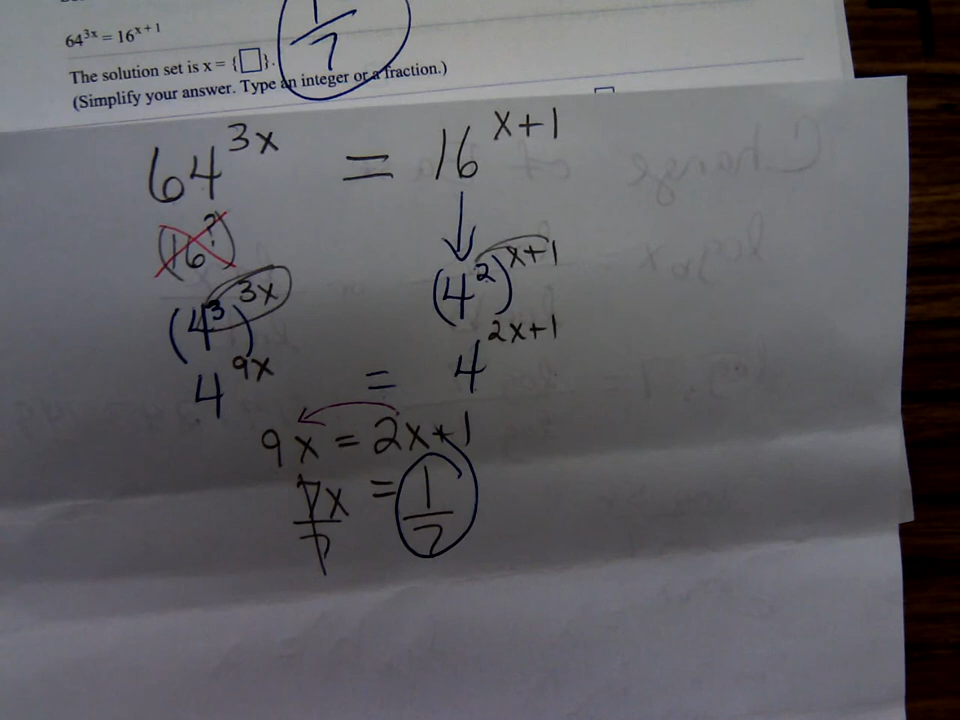 64^{3x} = 16^{x+1}
1/7
The solution set is x = {□}.
(Simplify your answer. Type an integer or a fraction.)
64^{3x} = 16^{x+1}
(16^{?})
(4^{3})^{3x} (4^{2})^{x+1}
4^{9x} = 4^{2x+1}
9x = 2x+1
7x/7 = 1/7